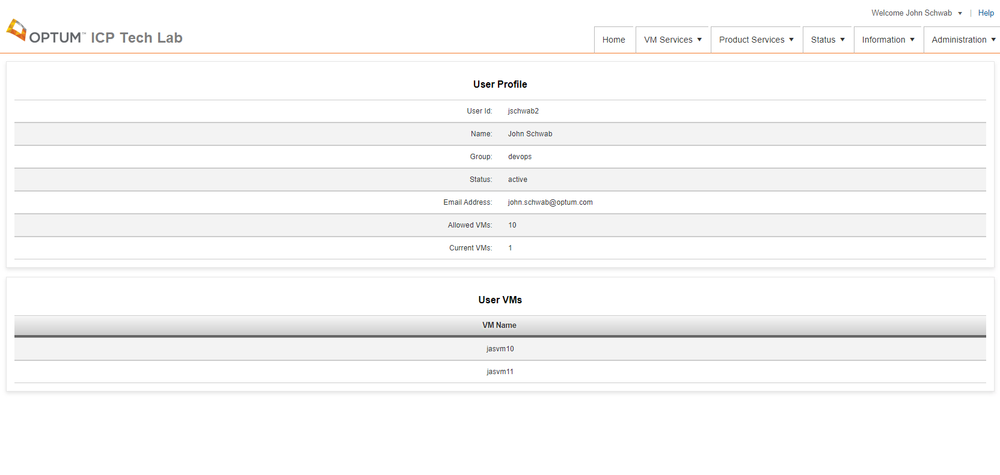 Welcome John Schwab ▼ | Help
OPTUM™ ICP Tech Lab
Home VM Services ▼ Product Services ▼ Status ▼ Information ▼ Administration ▼
User Profile
User Id: jschwab2
Name: John Schwab
Group: devops
Status: active
Email Address: john.schwab@optum.com
Allowed VMs: 10
Current VMs: 1
User VMs
VM Name
jasvm10
jasvm11